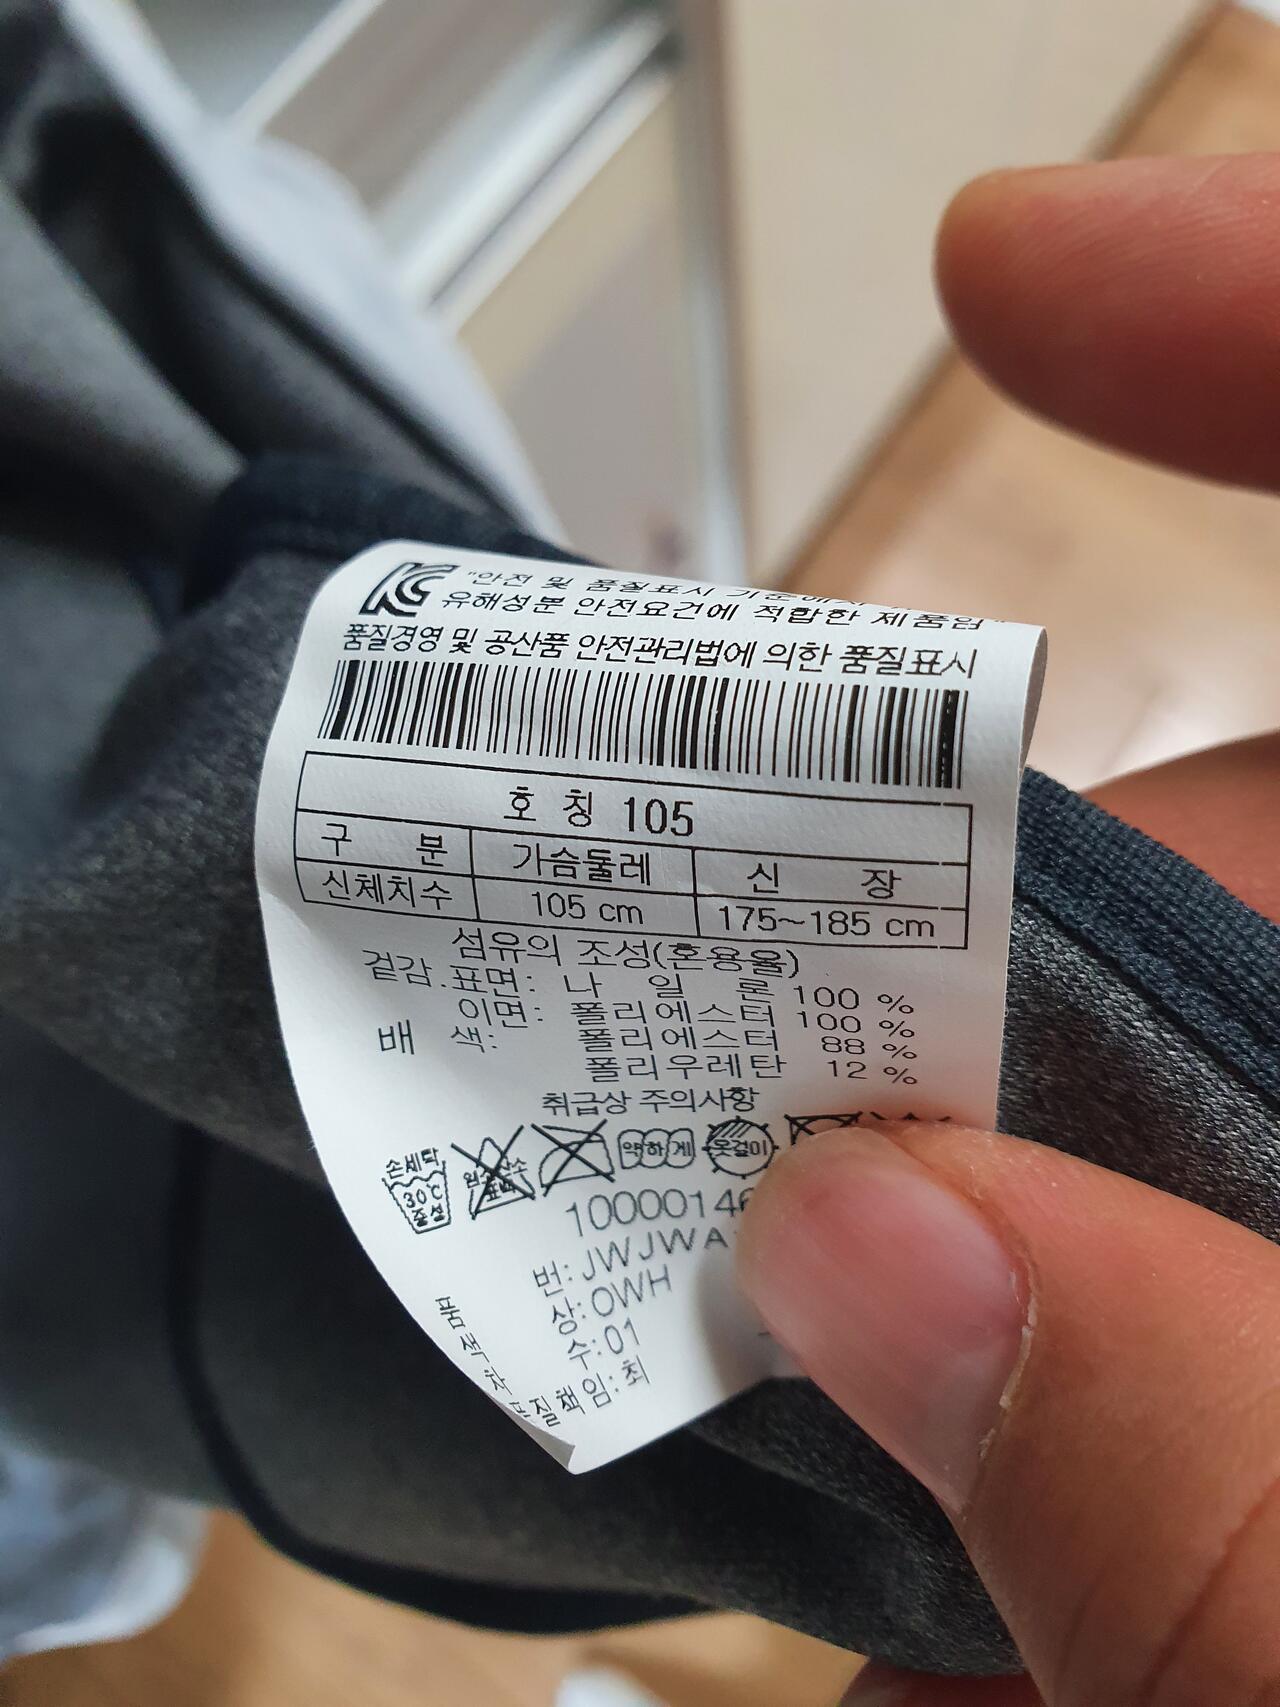 KC "안전 및 품질표시
유해성분 안전요건에 적합한 제품임"
품질경영 및 공산품 안전관리법에 의한 품질표시
호 칭 105
구 분 가슴둘레 신 장
신체치수 105 cm 175~185 cm
섬유의 조성(혼용율)
겉감.표면: 나 일 론 100 %
이면: 폴리에스터 100 %
배 색: 폴리에스터 88 %
폴리우레탄 12 %
취급상 주의사항
손세탁 30℃ 중성 약하게 옷걸이
번: JWJWA
색 상: OWH
차 수: 01
품질책임: 최